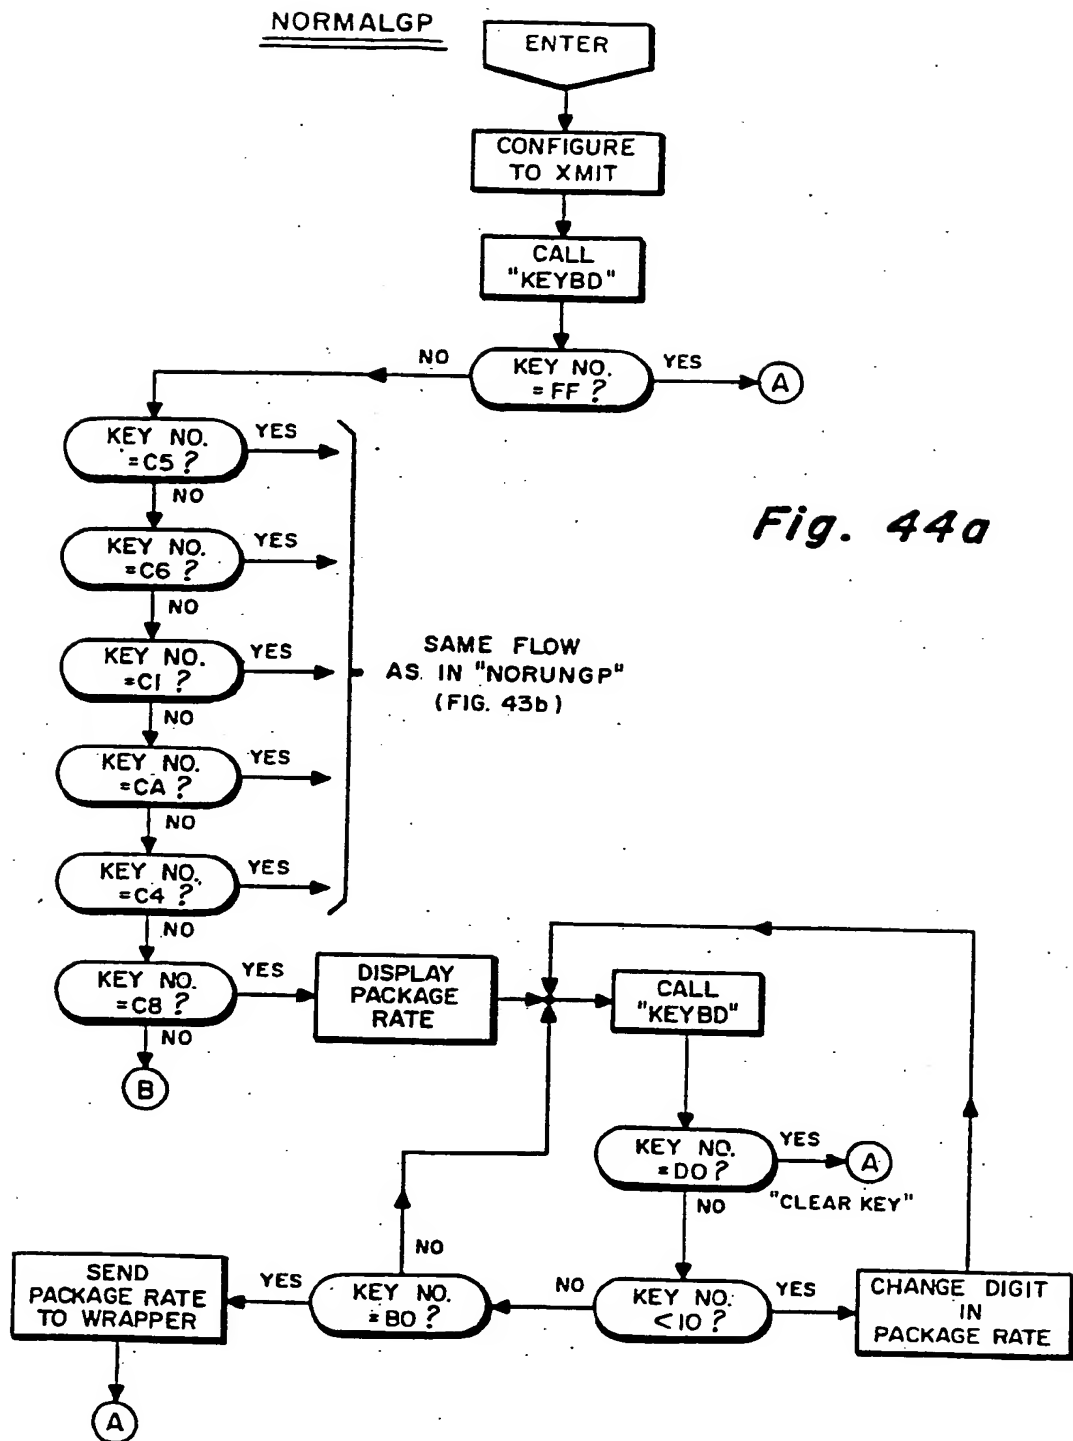 NORMALGP
ENTER
CONFIGURE
TO XMIT
CALL
"KEYBD"
KEY NO.
=FF?
NO
YES
A
KEY NO.
=C5?
YES
NO
KEY NO.
=C6?
YES
NO
KEY NO.
=C1?
YES
NO
KEY NO.
=CA?
YES
NO
KEY NO.
=C4?
YES
NO
SAME FLOW
AS IN "NORUNGP"
(FIG. 43b)
Fig. 44a
KEY NO.
=C8?
YES
NO
B
DISPLAY
PACKAGE
RATE
CALL
"KEYBD"
KEY NO.
=D0?
YES
A
"CLEAR KEY"
NO
KEY NO.
<10?
YES
CHANGE DIGIT
IN
PACKAGE RATE
NO
KEY NO.
=B0?
NO
YES
SEND
PACKAGE RATE
TO WRAPPER
A